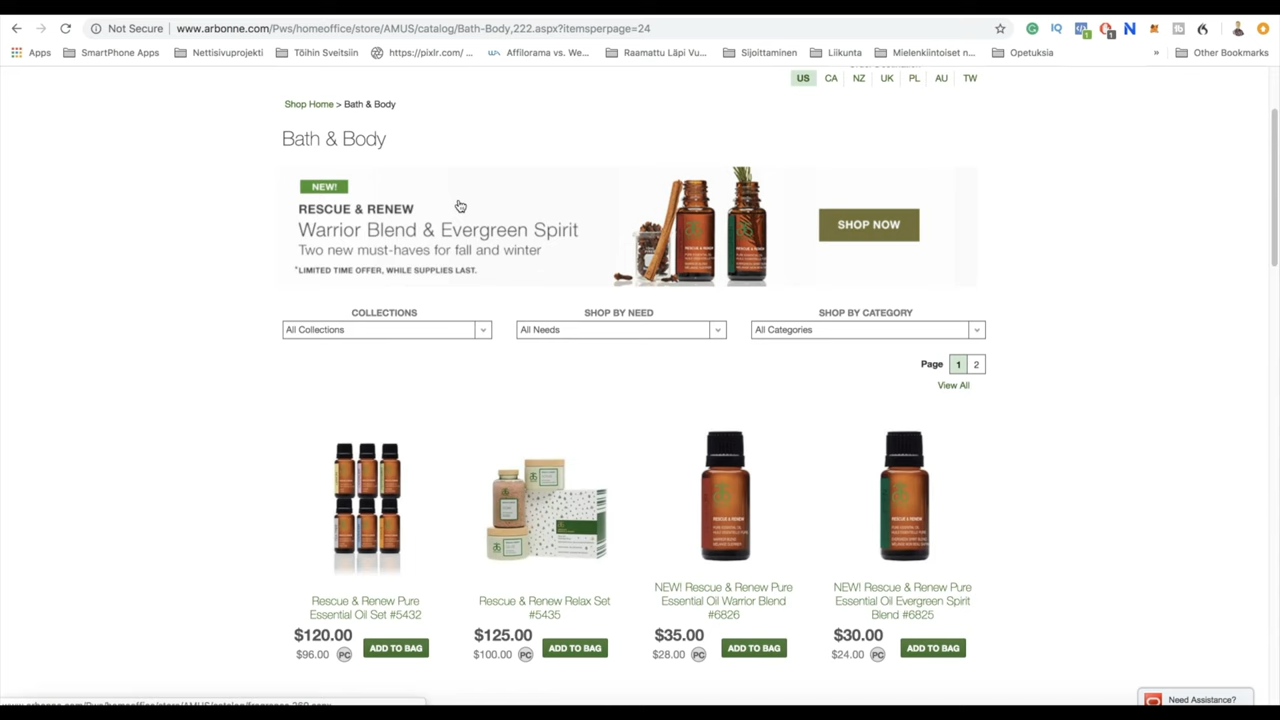 Not Secure www.arbonne.com/Pws/homeoffice/store/AMUS/catalog/Bath-Body,222.aspx?itemsperpage=24
Apps SmartPhone Apps Nettisivuprojekti Töihin Sveitsiin https://pixlr.com/ ... Affilorama vs. We... Raamattu Läpi Vu... Sijoittaminen Liikunta Mielenkiintoiset n... Opetuksia » Other Bookmarks
US CA NZ UK PL AU TW
Shop Home > Bath & Body
Bath & Body
NEW!
RESCUE & RENEW
Warrior Blend & Evergreen Spirit
Two new must-haves for fall and winter
*LIMITED TIME OFFER, WHILE SUPPLIES LAST.
SHOP NOW
COLLECTIONS SHOP BY NEED SHOP BY CATEGORY
All Collections All Needs All Categories
Page 1 2
View All
RESCUE & RENEW RESCUE & RENEW
Rescue & Renew Pure
Essential Oil Set #5432
$120.00 ADD TO BAG
$96.00 PC
Rescue & Renew Relax Set
#5435
$125.00 ADD TO BAG
$100.00 PC
NEW! Rescue & Renew Pure
Essential Oil Warrior Blend
#6826
$35.00 ADD TO BAG
$28.00 PC
NEW! Rescue & Renew Pure
Essential Oil Evergreen Spirit
Blend #6825
$30.00 ADD TO BAG
$24.00 PC
Need Assistance?